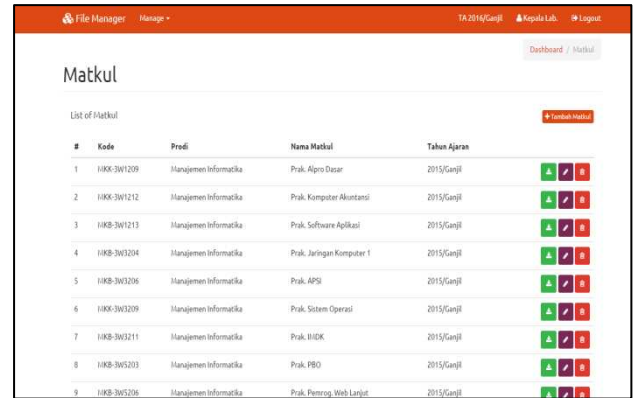 File Manager Manage TA 2016/Ganjil Kepala Lab. Logout
Dashboard / Matkul
Matkul
List of Matkul +Tambah Matkul
# Kode Prodi Nama Matkul Tahun Ajaran
1 MKK-3W1209 Manajemen Informatika Prak. Alpro Dasar 2015/Ganjil
2 MKK-3W1212 Manajemen Informatika Prak. Komputer Akuntansi 2015/Ganjil
3 MKB-3W1213 Manajemen Informatika Prak. Software Aplikasi 2015/Ganjil
4 MKB-3W3204 Manajemen Informatika Prak. Jaringan Komputer 1 2015/Ganjil
5 MKB-3W3206 Manajemen Informatika Prak. APSI 2015/Ganjil
6 MKK-3W3209 Manajemen Informatika Prak. Sistem Operasi 2015/Ganjil
7 MKB-3W3211 Manajemen Informatika Prak. IMDK 2015/Ganjil
8 MKB-3W5203 Manajemen Informatika Prak. PBO 2015/Ganjil
9 MKB-3W5206 Manajemen Informatika Prak. Pemrog. Web Lanjut 2015/Ganjil